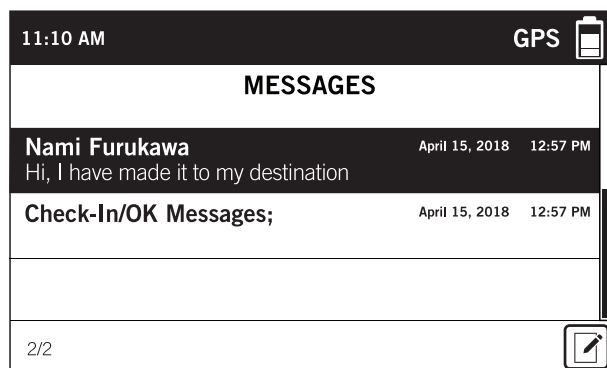 11:10 AM GPS
MESSAGES
Nami Furukawa April 15, 2018 12:57 PM
Hi, I have made it to my destination
Check-In/OK Messages; April 15, 2018 12:57 PM
2/2